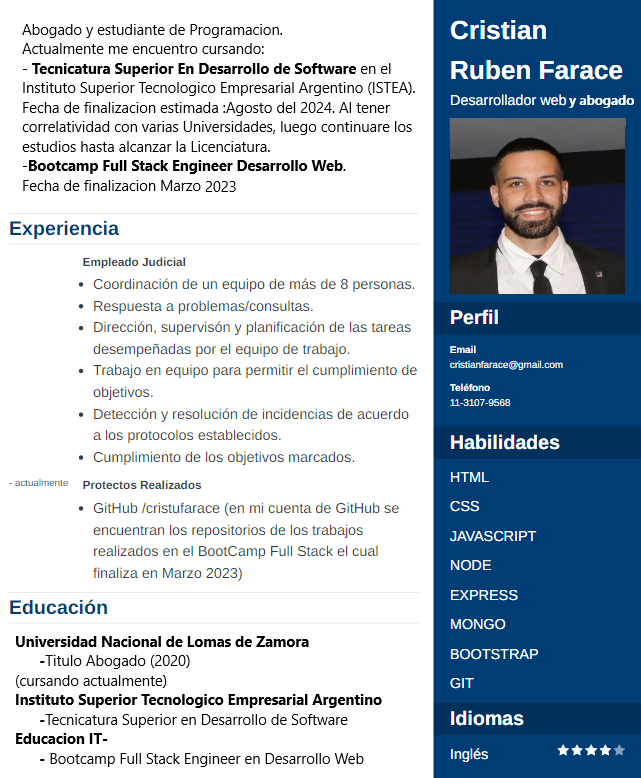 Abogado y estudiante de Programacion.
Actualmente me encuentro cursando:
- Tecnicatura Superior En Desarrollo de Software en el
Instituto Superior Tecnologico Empresarial Argentino (ISTEA).
Fecha de finalizacion estimada :Agosto del 2024. Al tener
correlatividad con varias Universidades, luego continuare los
estudios hasta alcanzar la Licenciatura.
-Bootcamp Full Stack Engineer Desarrollo Web.
Fecha de finalizacion Marzo 2023
Experiencia
Empleado Judicial
• Coordinación de un equipo de más de 8 personas.
• Respuesta a problemas/consultas.
• Dirección, supervisón y planificación de las tareas
desempeñadas por el equipo de trabajo.
• Trabajo en equipo para permitir el cumplimiento de
objetivos.
• Detección y resolución de incidencias de acuerdo
a los protocolos establecidos.
• Cumplimiento de los objetivos marcados.
- actualmente Protectos Realizados
• GitHub /cristufarace (en mi cuenta de GitHub se
encuentran los repositorios de los trabajos
realizados en el BootCamp Full Stack el cual
finaliza en Marzo 2023)
Educación
Universidad Nacional de Lomas de Zamora
-Titulo Abogado (2020)
(cursando actualmente)
Instituto Superior Tecnologico Empresarial Argentino
-Tecnicatura Superior en Desarrollo de Software
Educacion IT-
- Bootcamp Full Stack Engineer en Desarrollo Web
Cristian
Ruben Farace
Desarrollador web y abogado
Perfil
Email
cristianfarace@gmail.com
Teléfono
11-3107-9568
Habilidades
HTML
CSS
JAVASCRIPT
NODE
EXPRESS
MONGO
BOOTSTRAP
GIT
Idiomas
Inglés